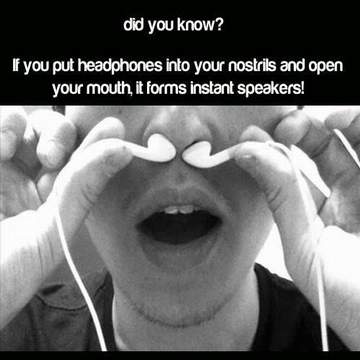 did you know?
If you put headphones into your nostrils and open
your mouth, it forms instant speakers!